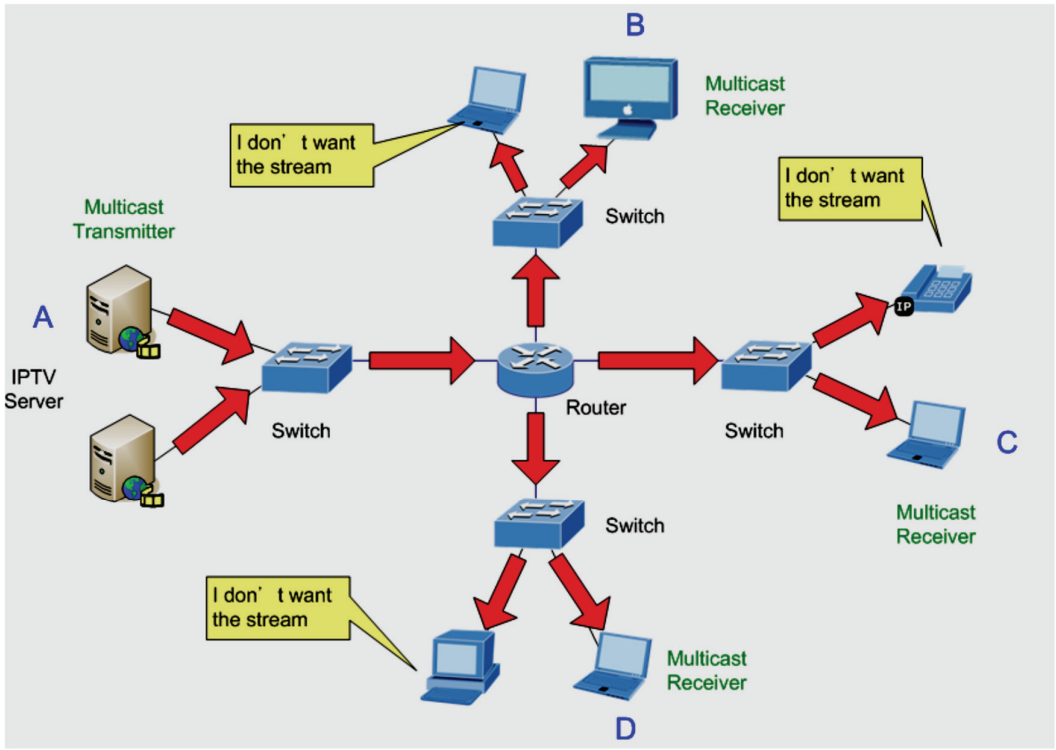 B
Multicast
Receiver
I don’ t want
the stream
I don’ t want
the stream
Multicast
Transmitter
Switch
A
IP
IPTV
Server
Router
Switch
Switch
C
Multicast
Receiver
Switch
I don’ t want
the stream
Multicast
Receiver
D